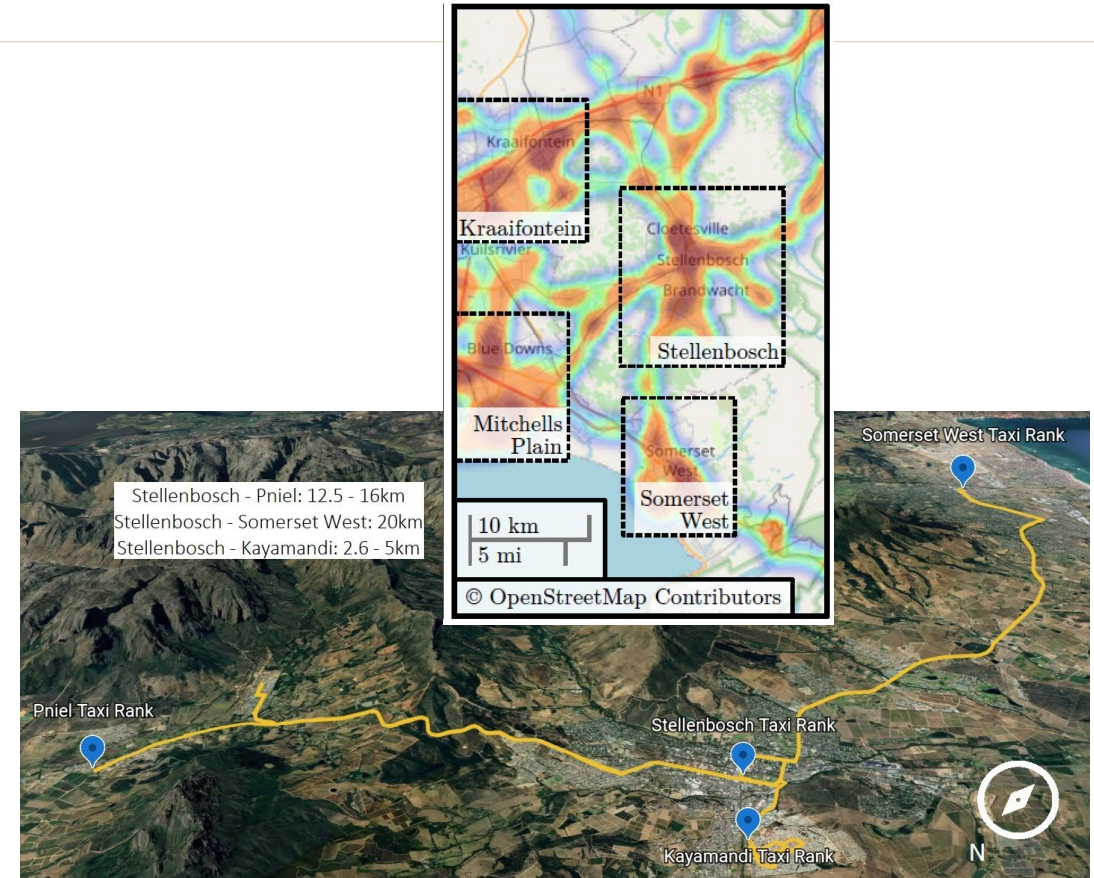 N1
Kraaifontein
Kraaifontein
Kuilsrivier
Cloetesville
Stellenbosch
Brandwacht
Stellenbosch
Blue Downs
Mitchells
Plain
Somerset
West
Somerset
West
10 km
5 mi
© OpenStreetMap Contributors
Somerset West Taxi Rank
Stellenbosch - Pniel: 12.5 - 16km
Stellenbosch - Somerset West: 20km
Stellenbosch - Kayamandi: 2.6 - 5km
Pniel Taxi Rank
Stellenbosch Taxi Rank
Kayamandi Taxi Rank
N